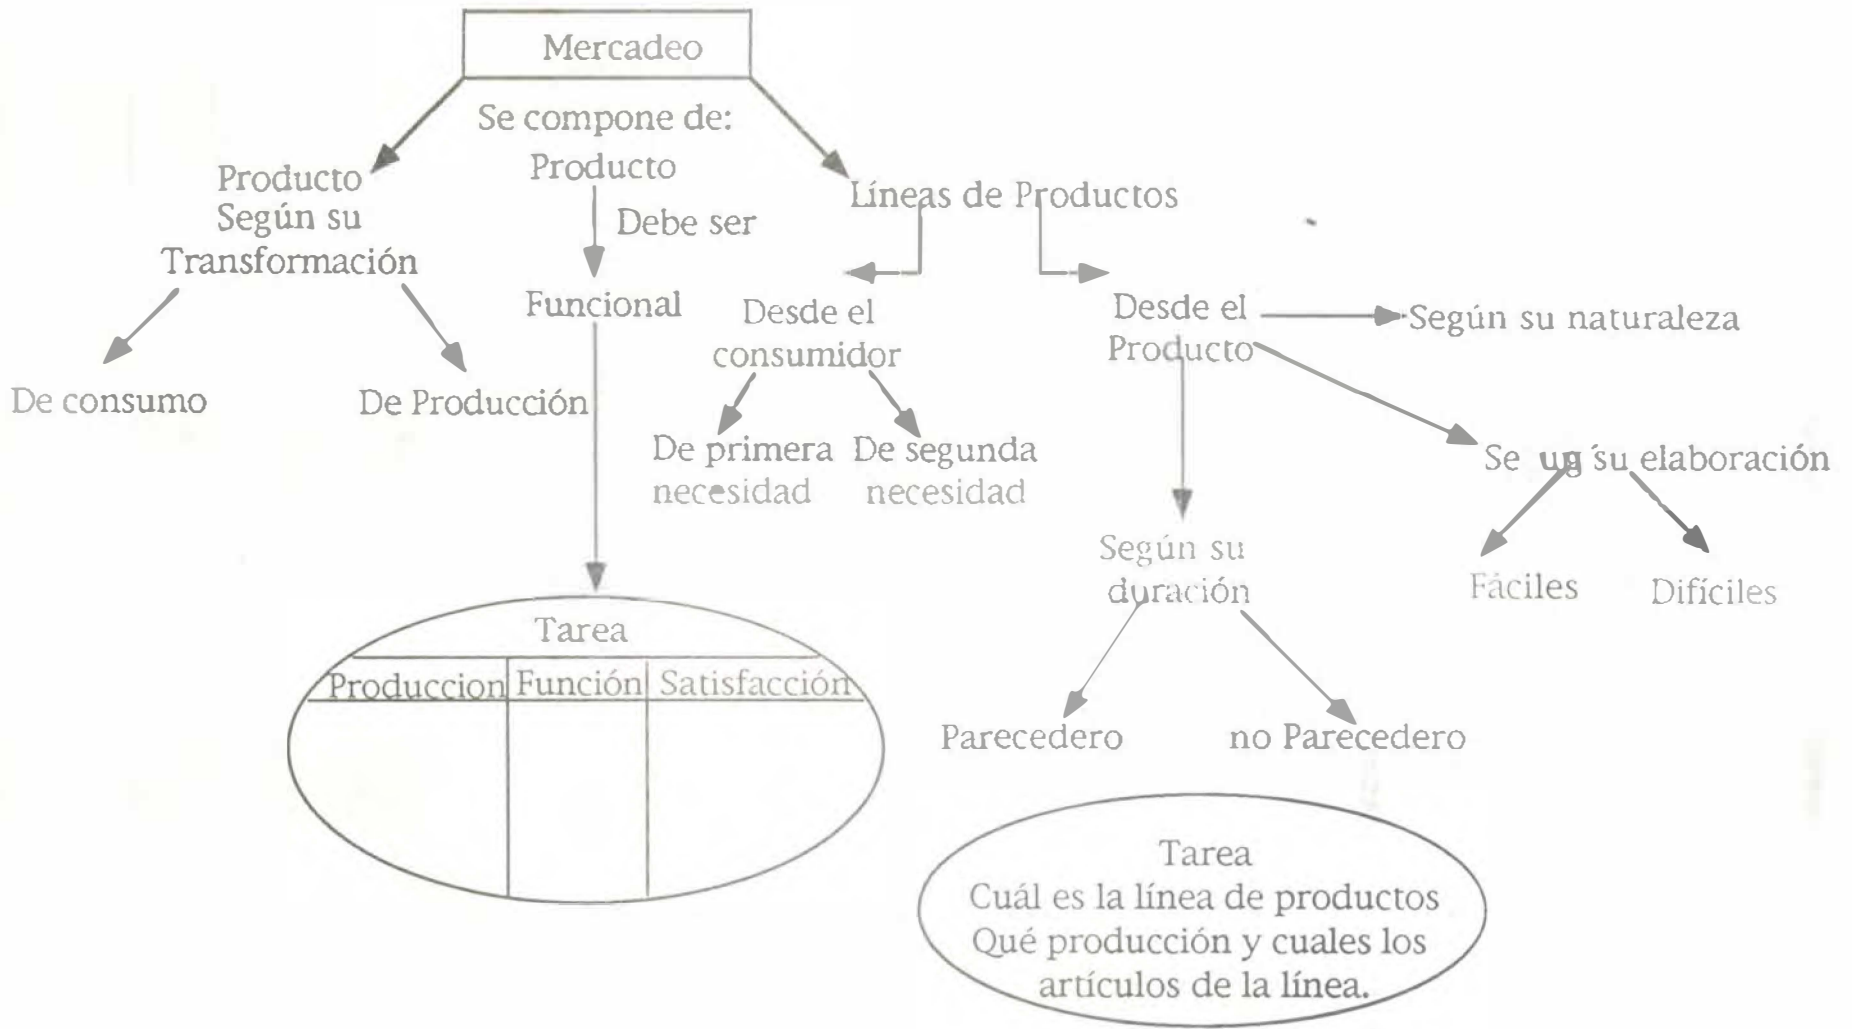 Mercadeo
Se compone de:
Producto
Según su
Transformación
De consumo
De Producción
Producto
Debe ser
Funcional
Tarea
Produccion Función Satisfacción
Líneas de Productos
Desde el
consumidor
De primera
necesidad
De segunda
necesidad
Desde el
Producto
Según su naturaleza
Se ug su elaboración
Fáciles
Difíciles
Según su
duración
Parecedero
no Parecedero
Tarea
Cuál es la línea de productos
Qué producción y cuales los
artículos de la línea.